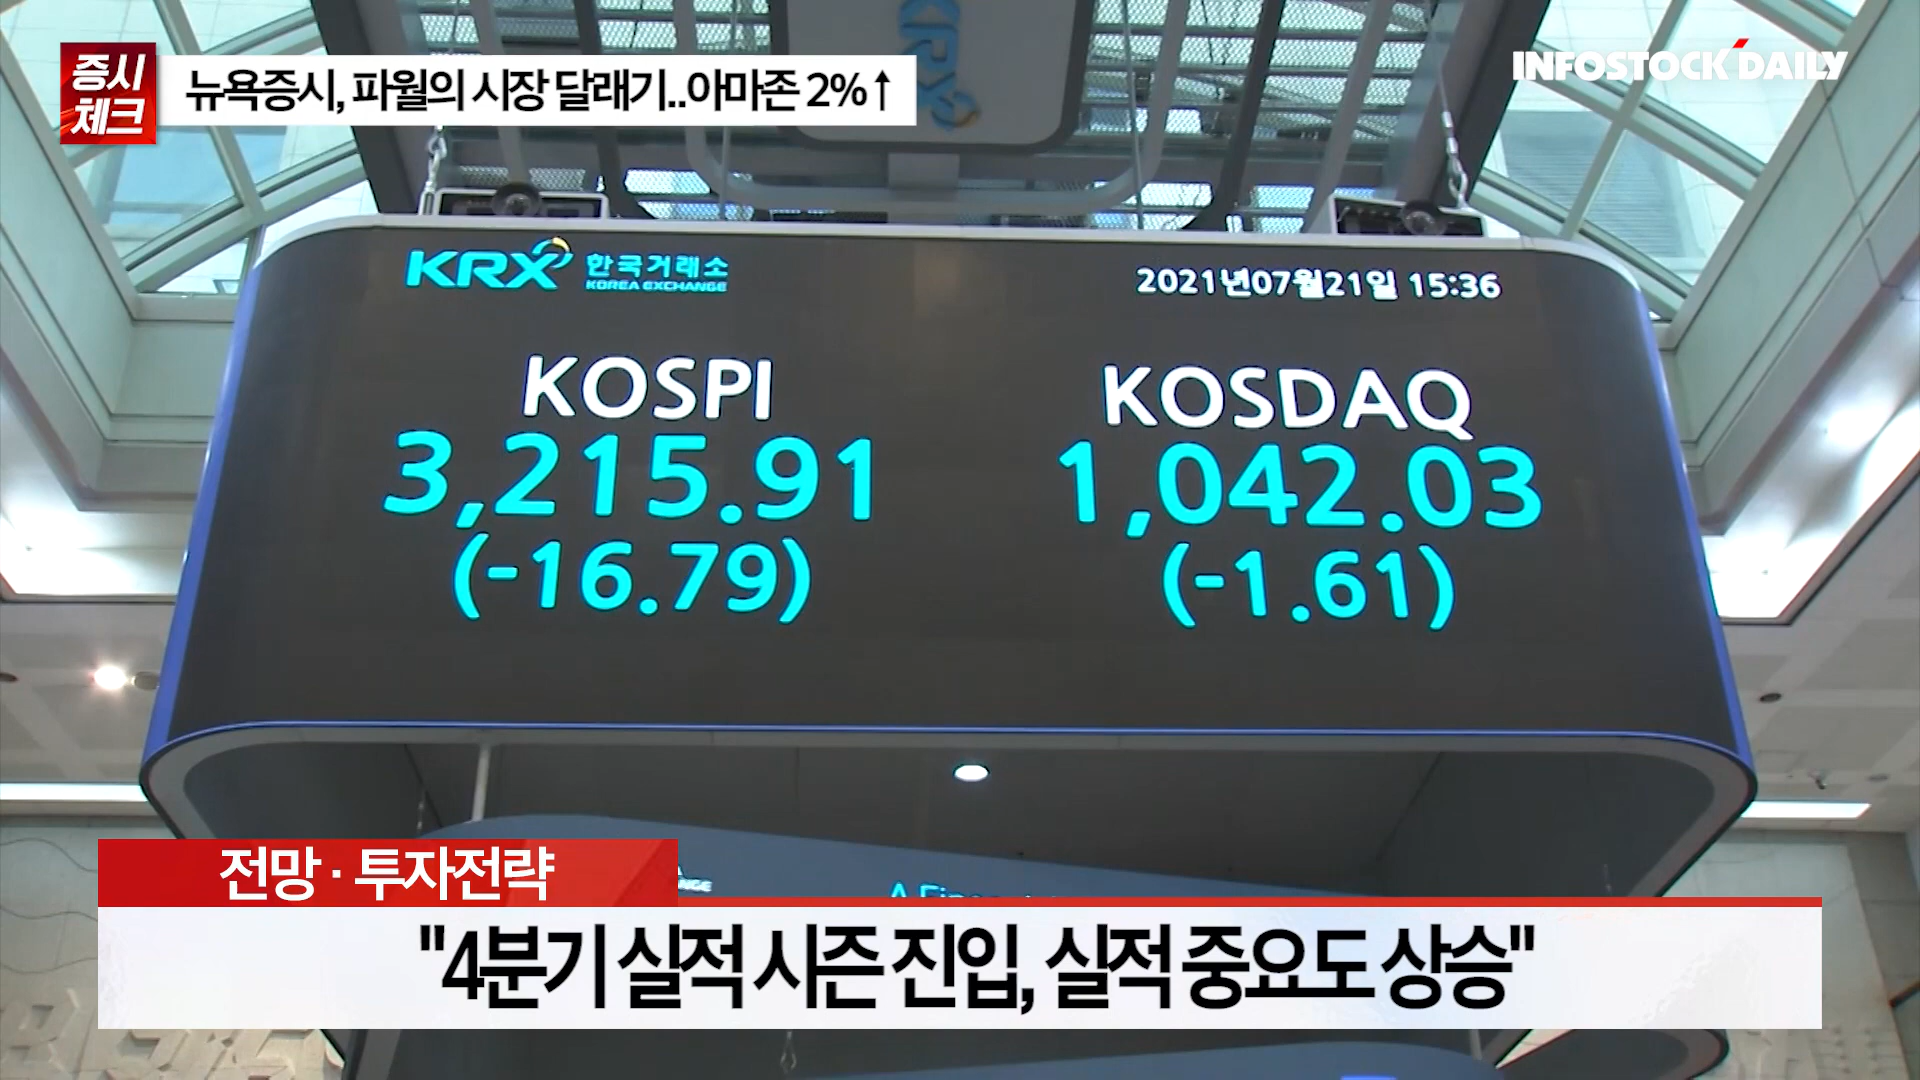 증시
체크
뉴욕증시, 파월의 시장 달래기..아마존 2%↑
INFOSTOCK DAILY
KRX
KRX 한국거래소
KOREA EXCHANGE
2021년07월21일 15:36
KOSPI
3,215.91
(-16.79)
KOSDAQ
1,042.03
(-1.61)
전망·투자전략
"4분기 실적 시즌 진입, 실적 중요도 상승"